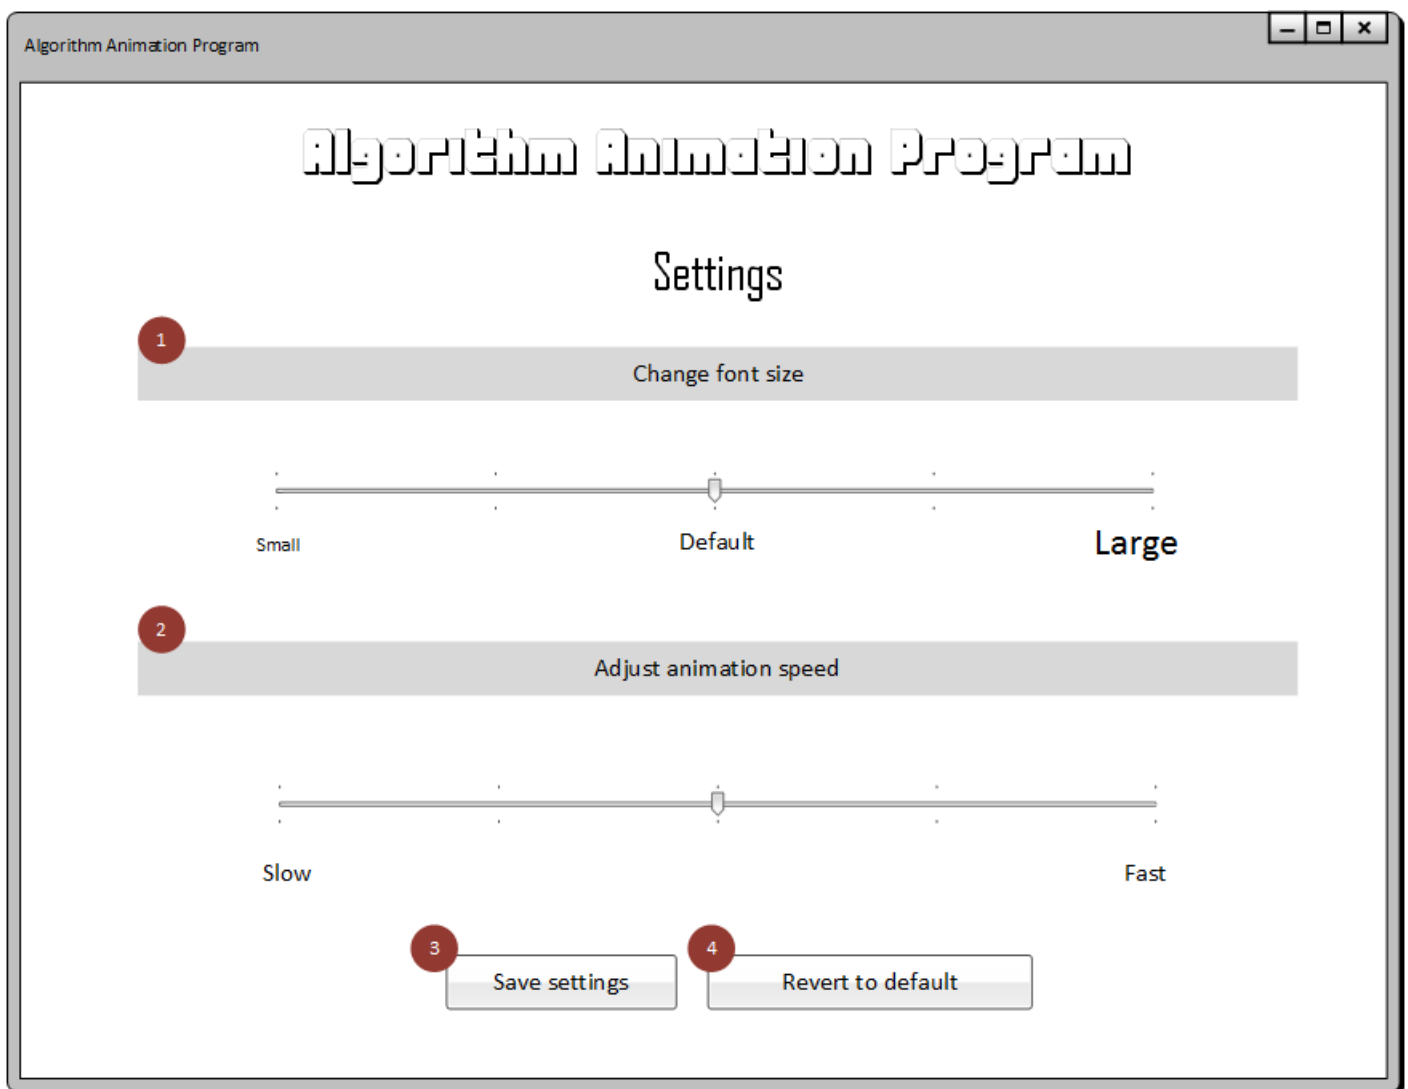 Algorithm Animation Program
Algorithm Animation Program
Settings
1
Change font size
Small Default Large
2
Adjust animation speed
Slow Fast
3 4
Save settings Revert to default